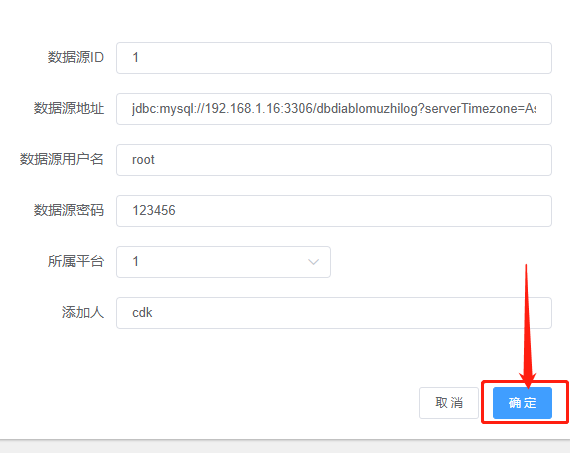 数据源ID 1
数据源地址 jdbc:mysql://192.168.1.16:3306/dbdiablomuzhilog?serverTimezone=As
数据源用户名 root
数据源密码 123456
所属平台 1
添加人 cdk
取消 确定